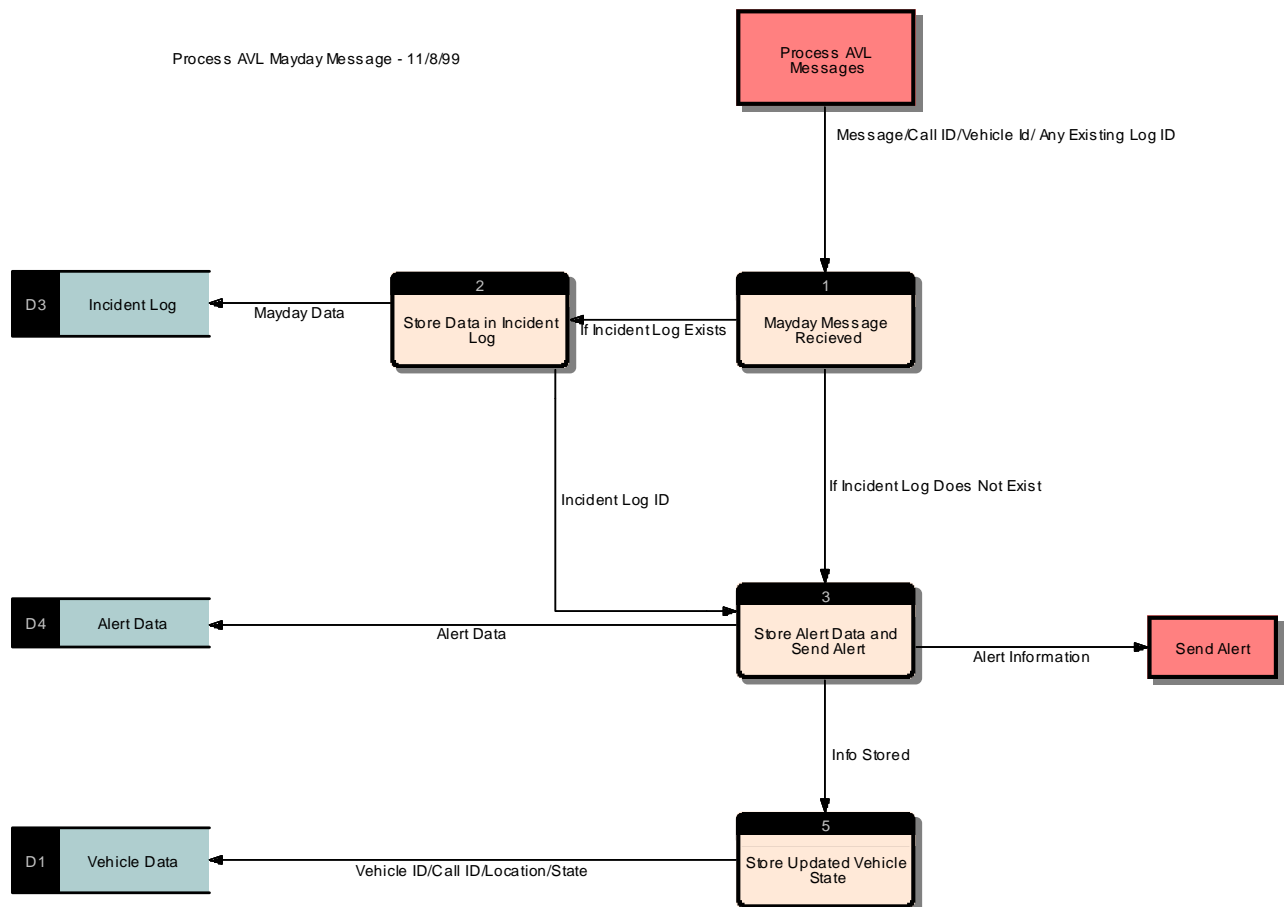 Process AVL Mayday Message - 11/8/99
Process AVL
Messages
Message/Call ID/Vehicle Id/ Any Existing Log ID
D3
Incident Log
Mayday Data
2
Store Data in Incident
Log
If Incident Log Exists
1
Mayday Message
Recieved
Incident Log ID
If Incident Log Does Not Exist
D4
Alert Data
Alert Data
3
Store Alert Data and
Send Alert
Alert Information
Send Alert
Info Stored
D1
Vehicle Data
Vehicle ID/Call ID/Location/State
5
Store Updated Vehicle
State